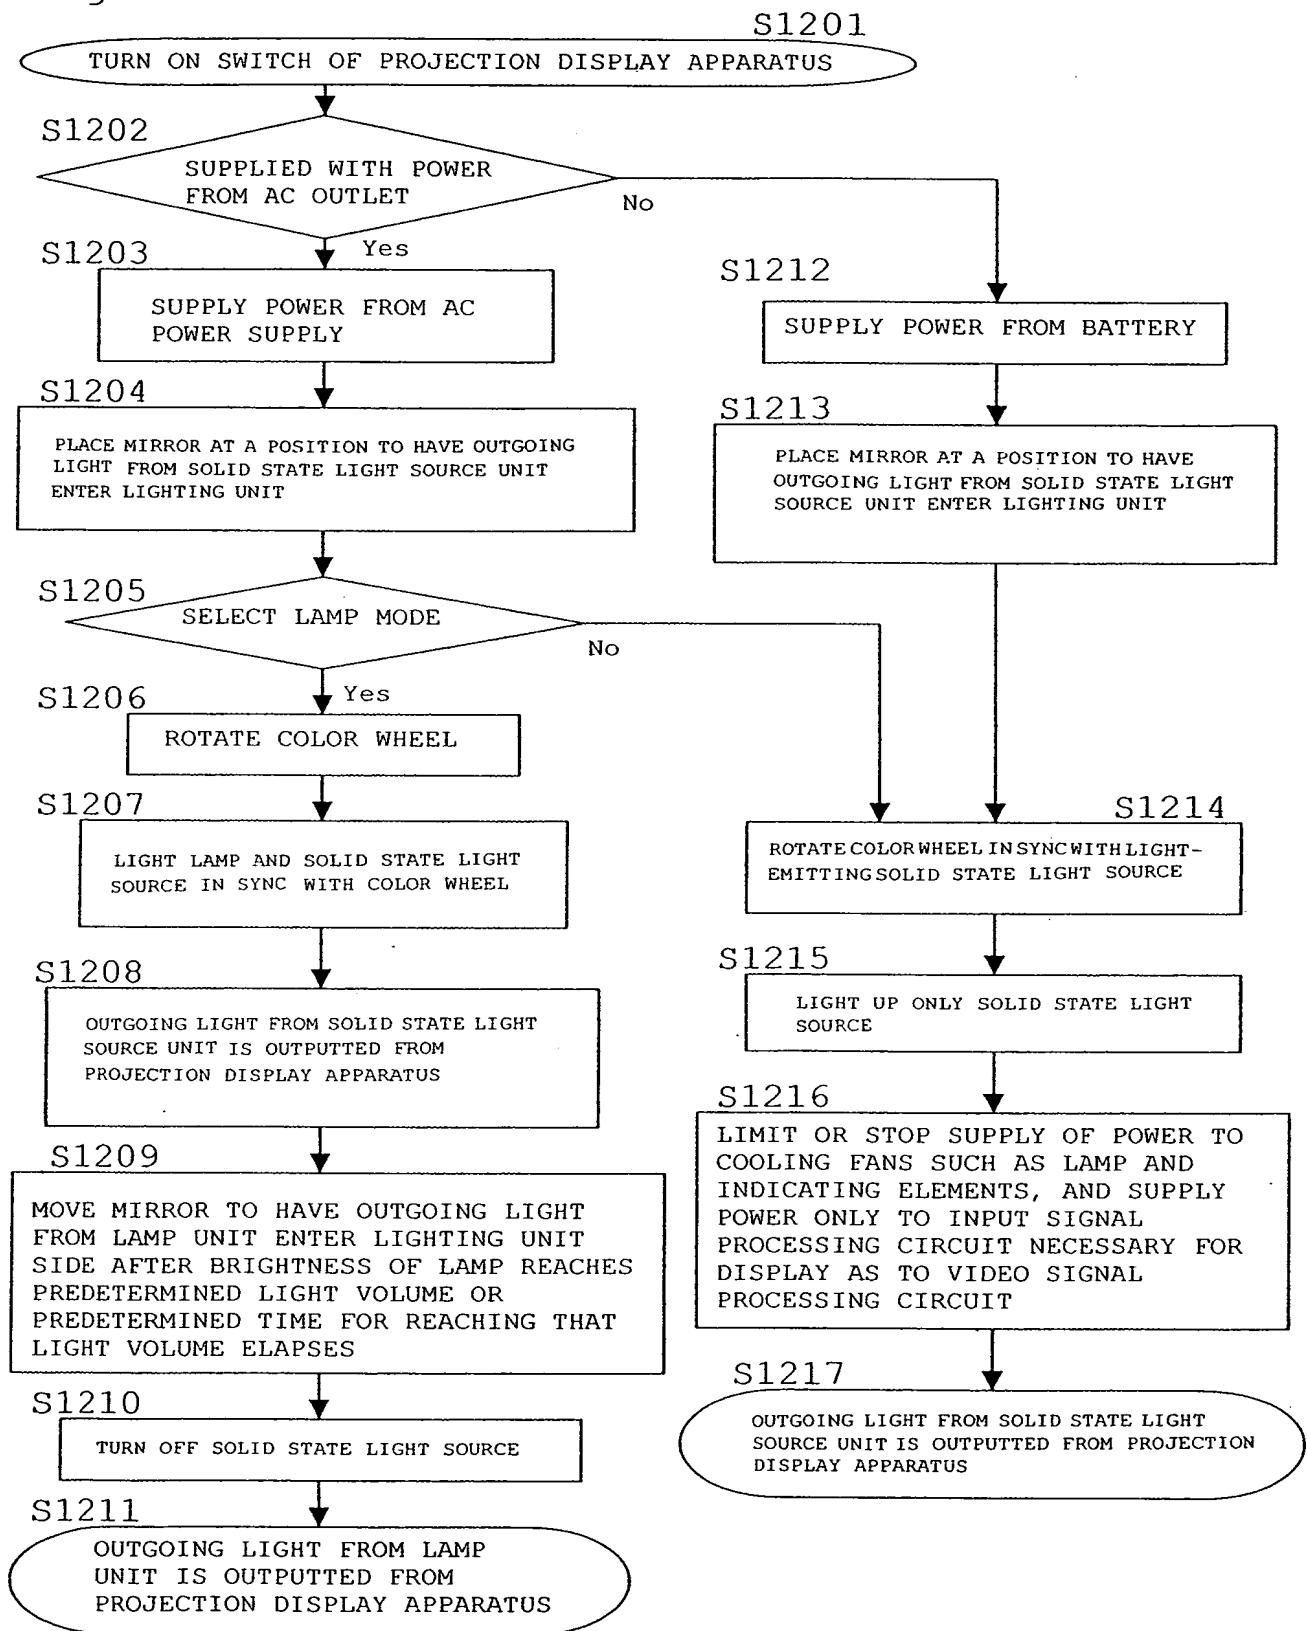 S1201
TURN ON SWITCH OF PROJECTION DISPLAY APPARATUS
S1202
SUPPLIED WITH POWER
FROM AC OUTLET
No
Yes
S1203
SUPPLY POWER FROM AC
POWER SUPPLY
S1204
PLACE MIRROR AT A POSITION TO HAVE OUTGOING
LIGHT FROM SOLID STATE LIGHT SOURCE UNIT
ENTER LIGHTING UNIT
S1205
SELECT LAMP MODE
No
Yes
S1206
ROTATE COLOR WHEEL
S1207
LIGHT LAMP AND SOLID STATE LIGHT
SOURCE IN SYNC WITH COLOR WHEEL
S1208
OUTGOING LIGHT FROM SOLID STATE LIGHT
SOURCE UNIT IS OUTPUTTED FROM
PROJECTION DISPLAY APPARATUS
S1209
MOVE MIRROR TO HAVE OUTGOING LIGHT
FROM LAMP UNIT ENTER LIGHTING UNIT
SIDE AFTER BRIGHTNESS OF LAMP REACHES
PREDETERMINED LIGHT VOLUME OR
PREDETERMINED TIME FOR REACHING THAT
LIGHT VOLUME ELAPSES
S1210
TURN OFF SOLID STATE LIGHT SOURCE
S1211
OUTGOING LIGHT FROM LAMP
UNIT IS OUTPUTTED FROM
PROJECTION DISPLAY APPARATUS
S1212
SUPPLY POWER FROM BATTERY
S1213
PLACE MIRROR AT A POSITION TO HAVE
OUTGOING LIGHT FROM SOLID STATE LIGHT
SOURCE UNIT ENTER LIGHTING UNIT
S1214
ROTATE COLOR WHEEL IN SYNC WITH LIGHT-
EMITTING SOLID STATE LIGHT SOURCE
S1215
LIGHT UP ONLY SOLID STATE LIGHT
SOURCE
S1216
LIMIT OR STOP SUPPLY OF POWER TO
COOLING FANS SUCH AS LAMP AND
INDICATING ELEMENTS, AND SUPPLY
POWER ONLY TO INPUT SIGNAL
PROCESSING CIRCUIT NECESSARY FOR
DISPLAY AS TO VIDEO SIGNAL
PROCESSING CIRCUIT
S1217
OUTGOING LIGHT FROM SOLID STATE LIGHT
SOURCE UNIT IS OUTPUTTED FROM PROJECTION
DISPLAY APPARATUS